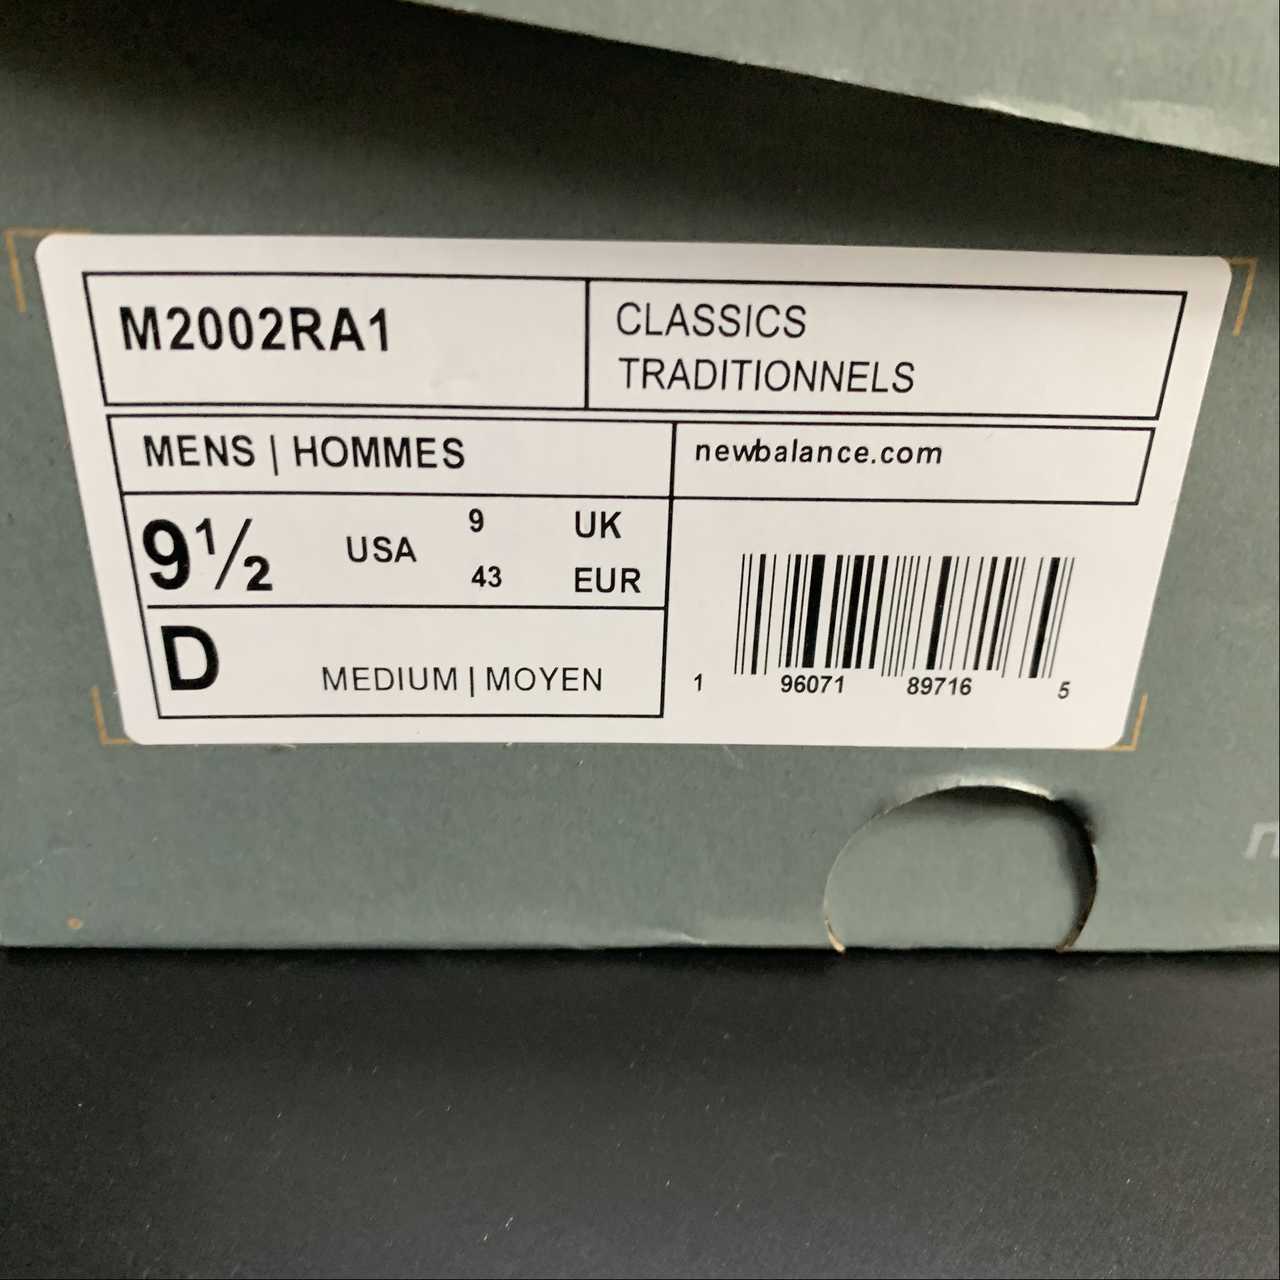 M2002RA1
CLASSICS
TRADITIONNELS
MENS | HOMMES
newbalance.com
9½ USA
9 UK
43 EUR
D
MEDIUM | MOYEN
1 96071 89716 5